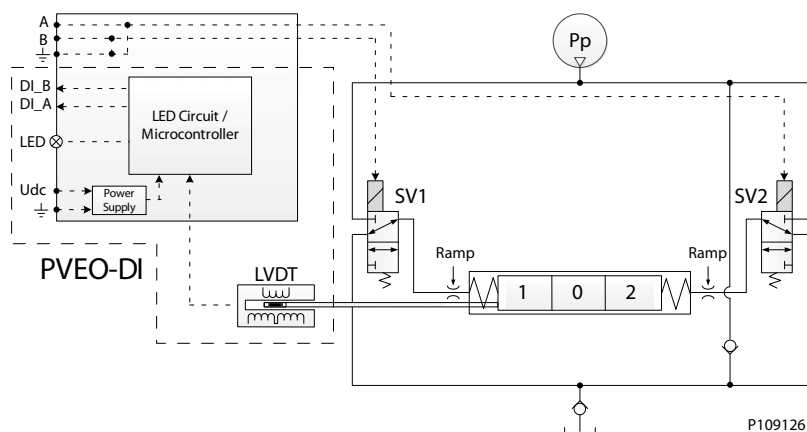 A
B
Pp
DI_B
DI_A
LED Circuit /
Microcontroller
LED
Udc
Power
Supply
SV1
SV2
PVEO-DI
LVDT
Ramp
Ramp
1 0 2
P109126